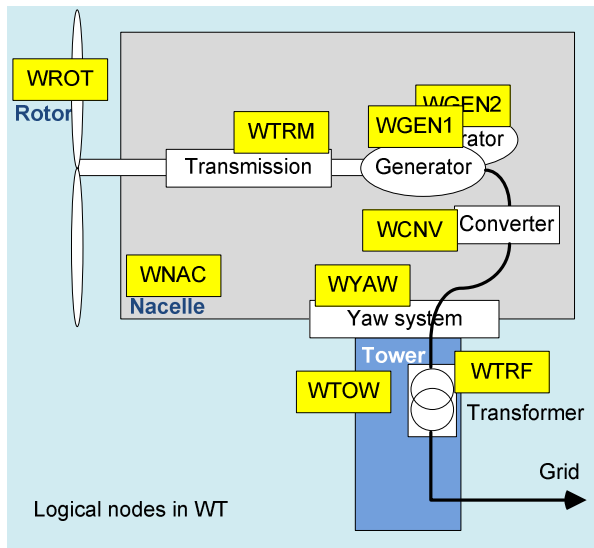 WROT
Rotor
WGEN2
WGEN1
WTRM
rator
Transmission
Generator
WCNV
Converter
WNAC
Nacelle
WYAW
Yaw system
Tower
WTRF
WTOW
Transformer
Grid
Logical nodes in WT